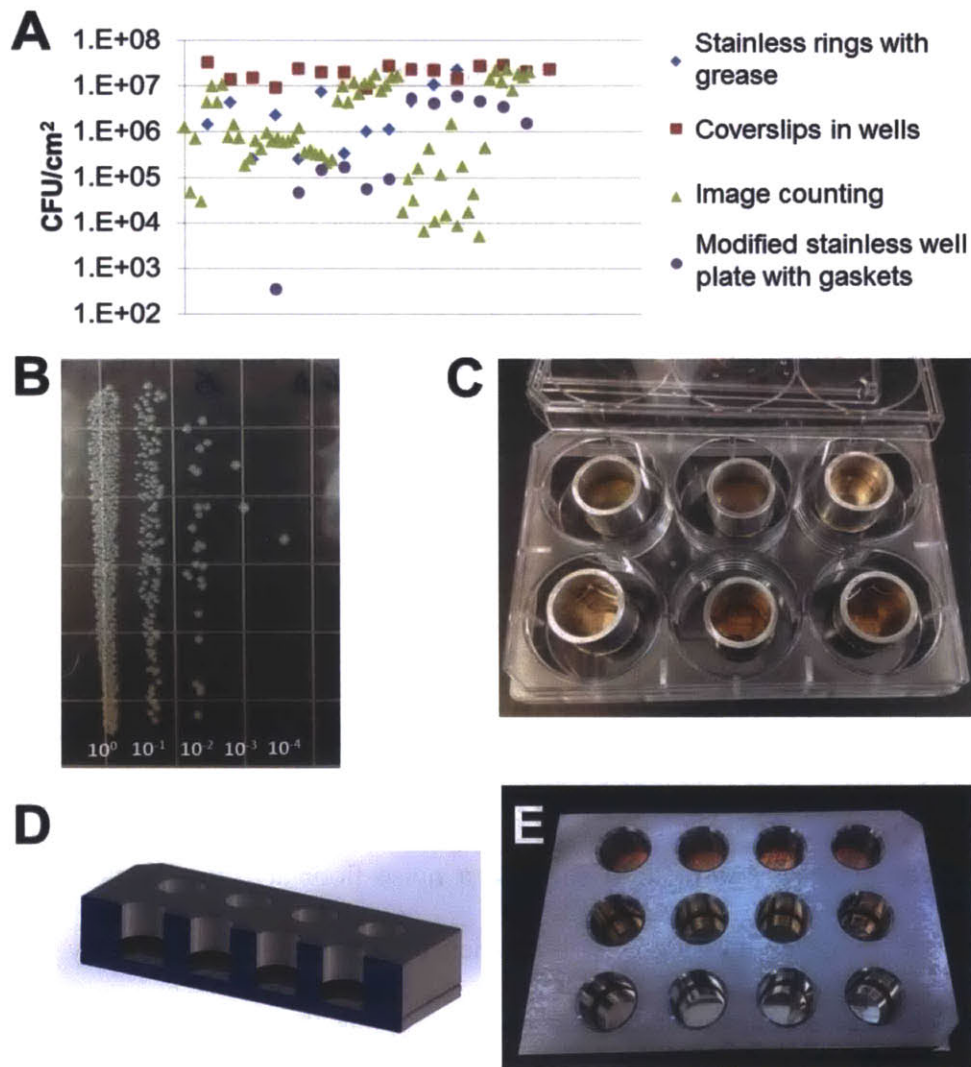 A
CFU/cm²
1.E+08
1.E+07
1.E+06
1.E+05
1.E+04
1.E+03
1.E+02
Stainless rings with
grease
Coverslips in wells
Image counting
Modified stainless well
plate with gaskets
B
10⁰ 10⁻¹ 10⁻² 10⁻³ 10⁻⁴
C
D
E